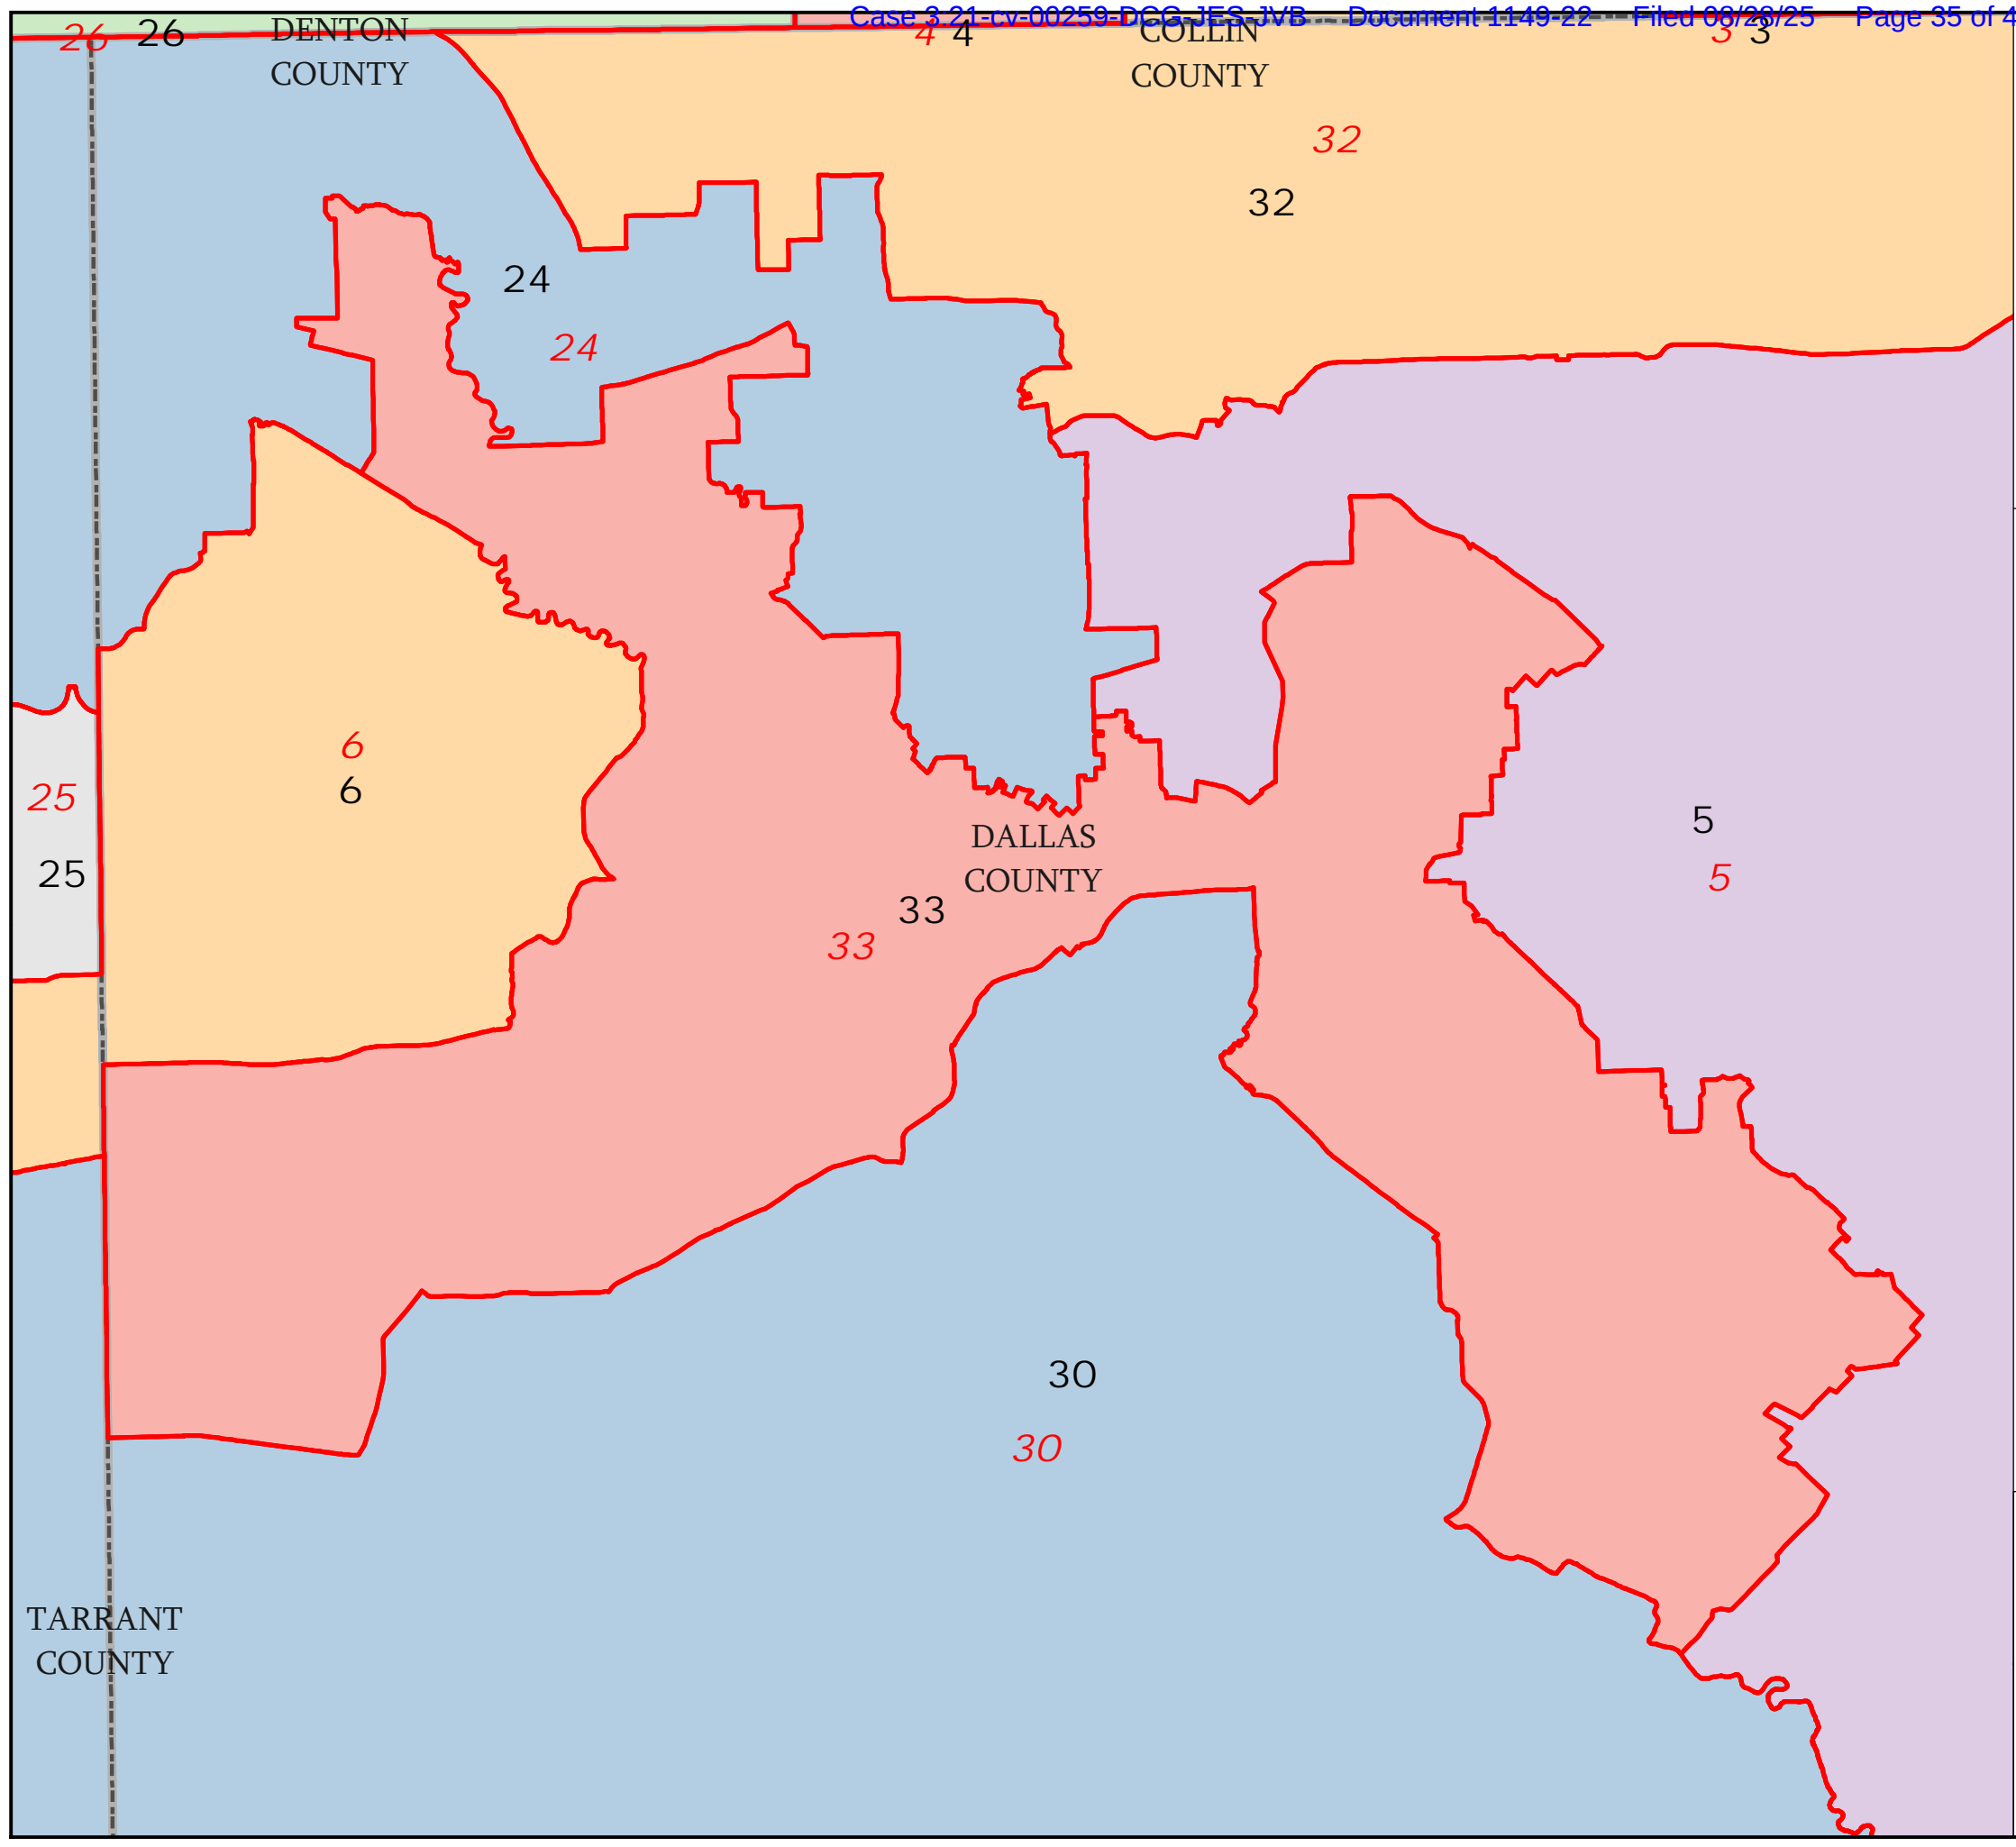 Case 3:21-cv-00259-DCG-JES-JVB Document 1149-22 Filed 08/28/25 Page 35 of 4
26 26 DENTON COUNTY
4 4 COLLIN COUNTY
3 3
32
32
24
24
6
6
25
25
5
5
DALLAS
COUNTY
33
33
30
30
TARRANT
COUNTY